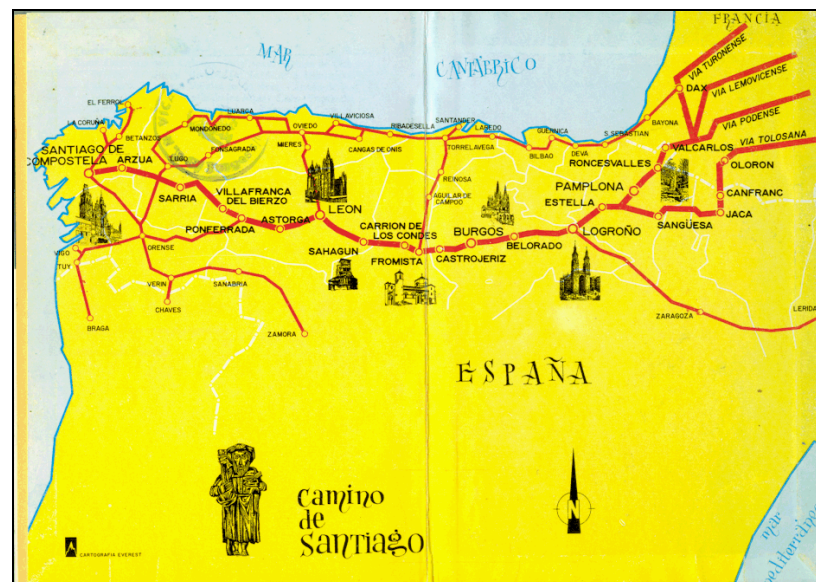 FRANCIA
MAR
CANTÁBRICO
VIA TURONENSE
VIA LEMOVICENSE
VIA PODENSE
VIA TOLOSANA
DAX
BAYONA
EL FERROL
LA CORUÑA
BETANZOS
SANTIAGO DE
COMPOSTELA
ARZUA
MONDOÑEDO
LUARCA
LUGO
FONSAGRADA
OVIEDO
MIERES
VILLAVICIOSA
CANGAS DE ONIS
RIBADESELLA
SANTANDER
LAREDO
TORRELAVEGA
REINOSA
AGUILAR DE
CAMPOO
GUERNICA
BILBAO
DEVA
S. SEBASTIAN
VALCARLOS
RONCESVALLES
OLORON
PAMPLONA
CANFRANC
ESTELLA
JACA
SANGÜESA
SARRIA
VILLAFRANCA
DEL BIERZO
PONFERRADA
ASTORGA
LEON
SAHAGUN
CARRION DE
LOS CONDES
FROMISTA
CASTROJERIZ
BURGOS
BELORADO
LOGROÑO
VIGO
TUY
ORENSE
VERIN
CHAVES
SANABRIA
BRAGA
ZAMORA
ZARAGOZA
LERIDA
ESPAÑA
Camino
de
SANTIAGO
N
mar
CARTOGRAFIA EVEREST